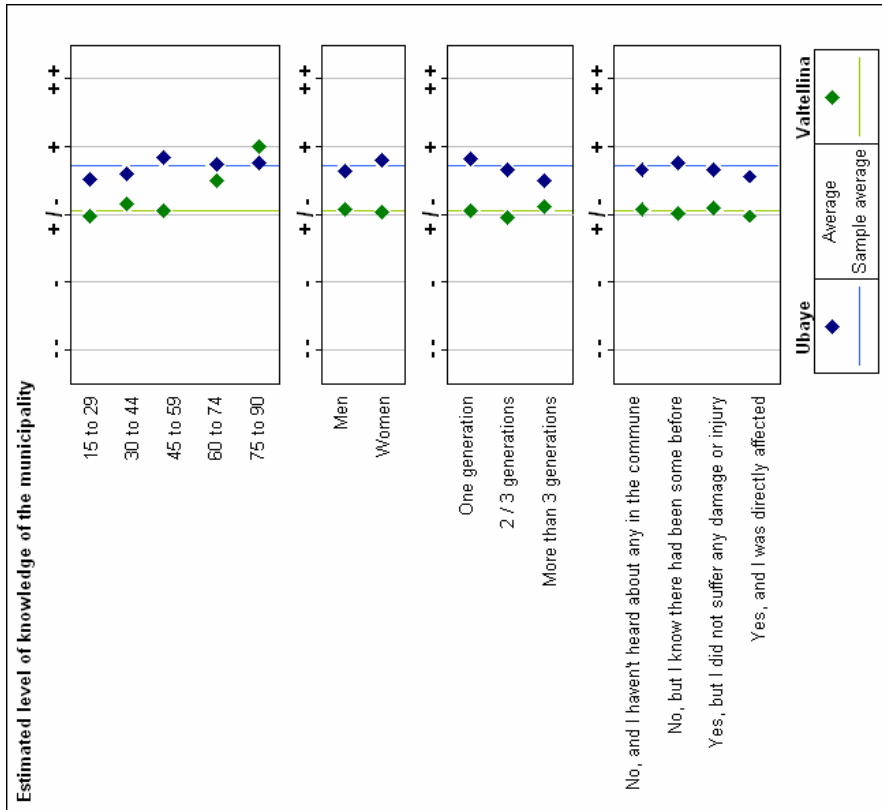 Estimated level of knowledge of the municipality
- - - + / - + + +
15 to 29
30 to 44
45 to 59
60 to 74
75 to 90
- - - + / - + + +
Men
Women
- - - + / - + + +
One generation
2 / 3 generations
More than 3 generations
- - - + / - + + +
No, and I haven't heard about any in the commune
No, but I know there had been some before
Yes, but I did not suffer any damage or injury
Yes, and I was directly affected
Ubaye Valtellina
Average
Sample average